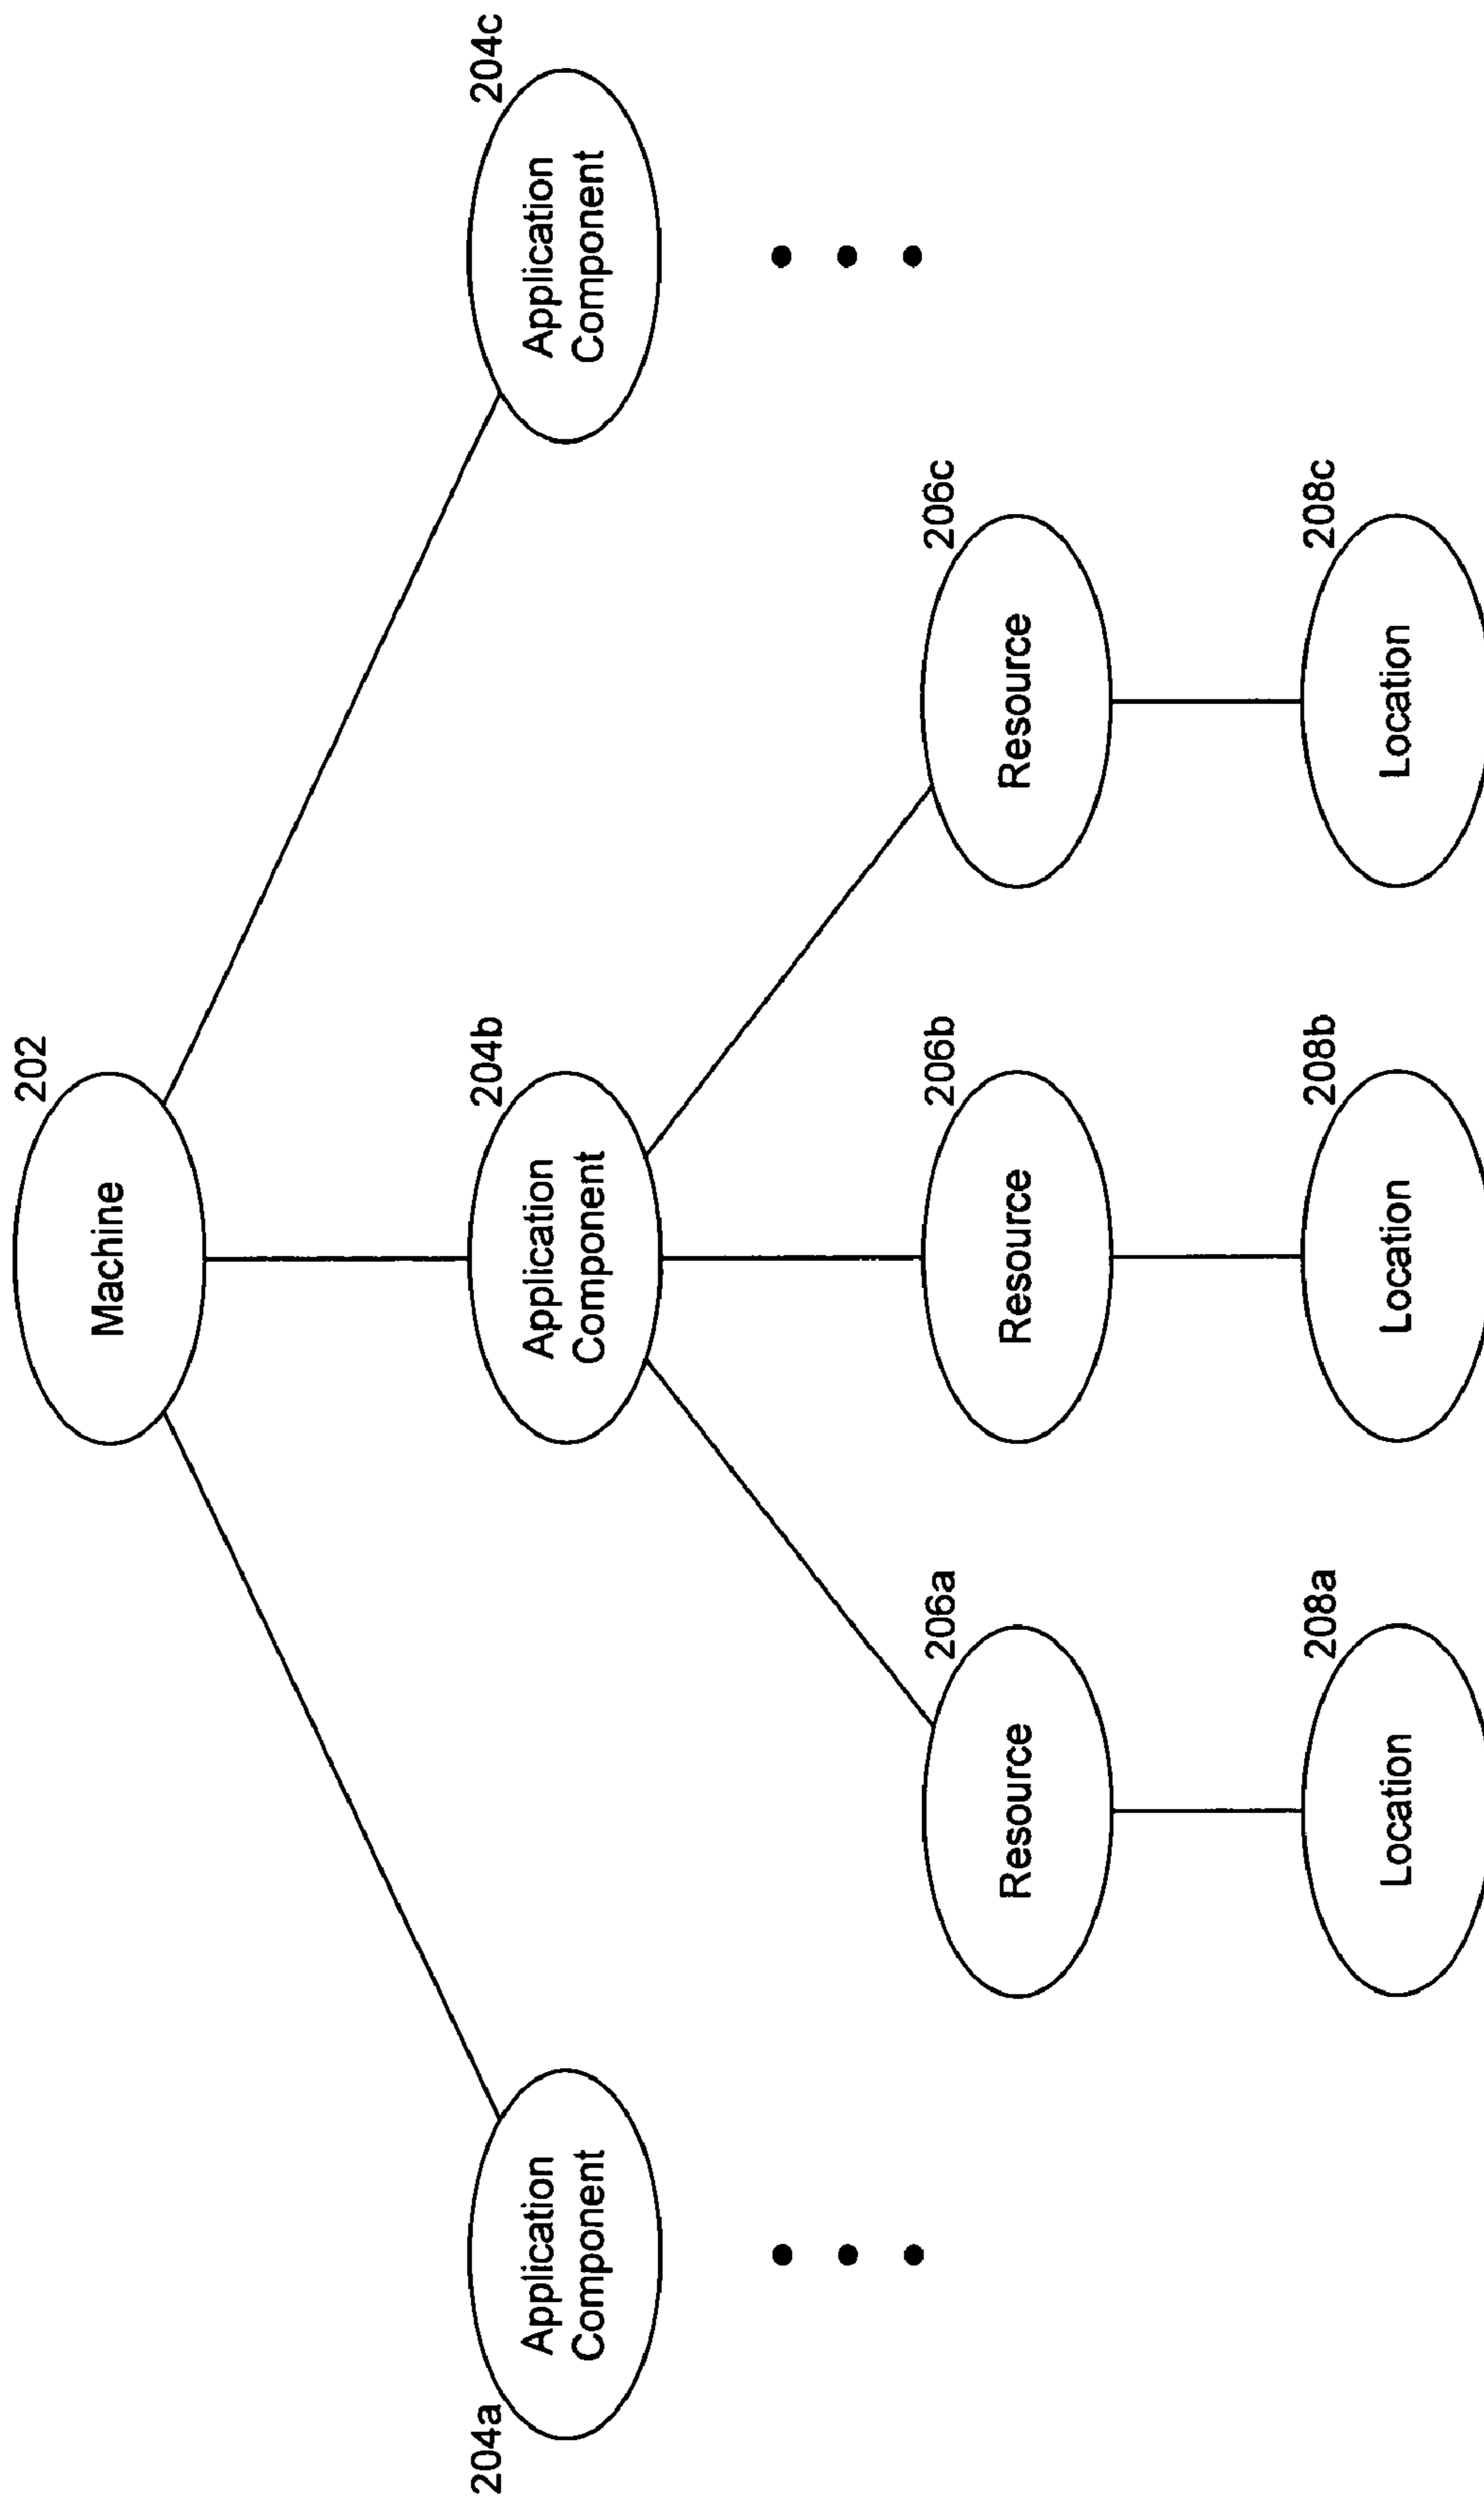 202
Machine
204a
Application
Component
204b
Application
Component
204c
Application
Component
206a
Resource
206b
Resource
206c
Resource
208a
Location
208b
Location
208c
Location